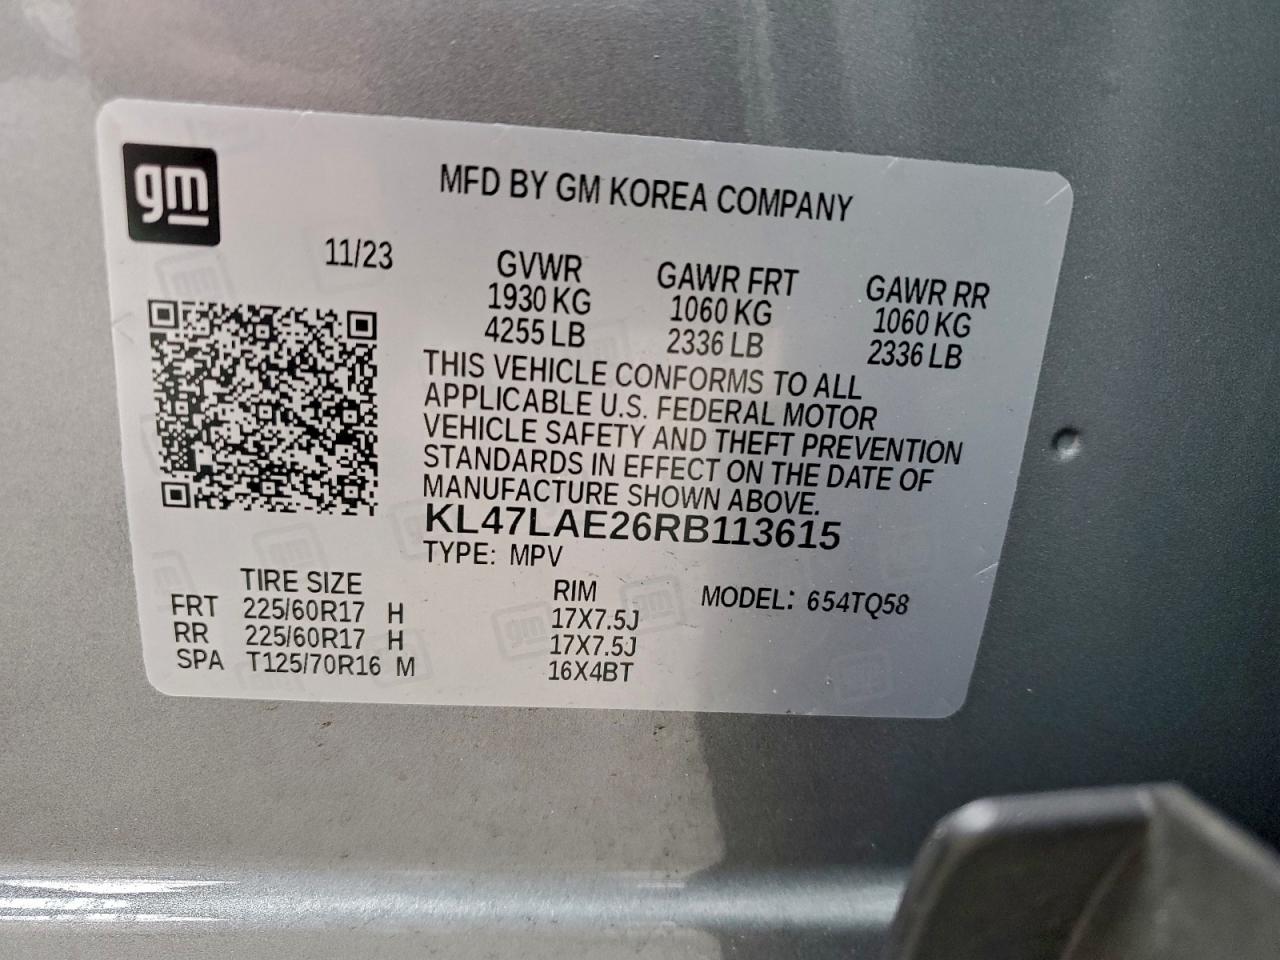 gm
MFD BY GM KOREA COMPANY
11/23
GVWR GAWR FRT GAWR RR
1930 KG 1060 KG 1060 KG
4255 LB 2336 LB 2336 LB
THIS VEHICLE CONFORMS TO ALL
APPLICABLE U.S. FEDERAL MOTOR
VEHICLE SAFETY AND THEFT PREVENTION
STANDARDS IN EFFECT ON THE DATE OF
MANUFACTURE SHOWN ABOVE.
KL47LAE26RB113615
TYPE: MPV
TIRE SIZE RIM MODEL: 654TQ58
FRT 225/60R17 H 17X7.5J
RR 225/60R17 H 17X7.5J
SPA T125/70R16 M 16X4BT